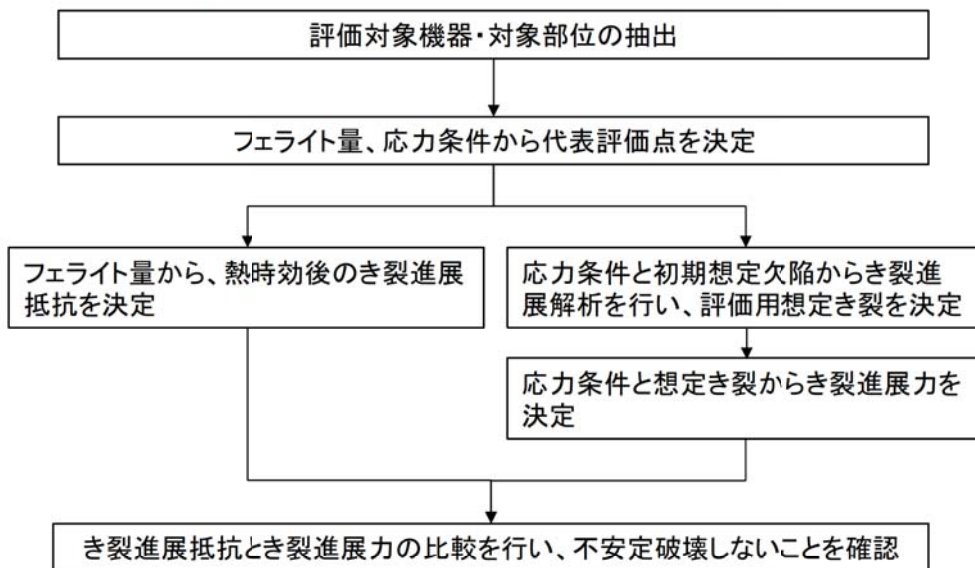 評価対象機器・対象部位の抽出
フェライト量、応力条件から代表評価点を決定
フェライト量から、熱時効後のき裂進展
抵抗を決定
応力条件と初期想定欠陥からき裂進
展解析を行い、評価用想定き裂を決定
応力条件と想定き裂からき裂進展力を
決定
き裂進展抵抗とき裂進展力の比較を行い、不安定破壊しないことを確認